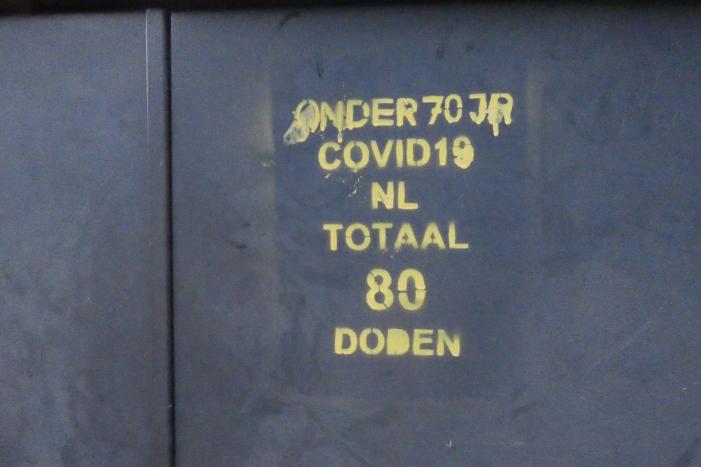 ONDER 70 JR
COVID19
NL
TOTAAL
80
DODEN